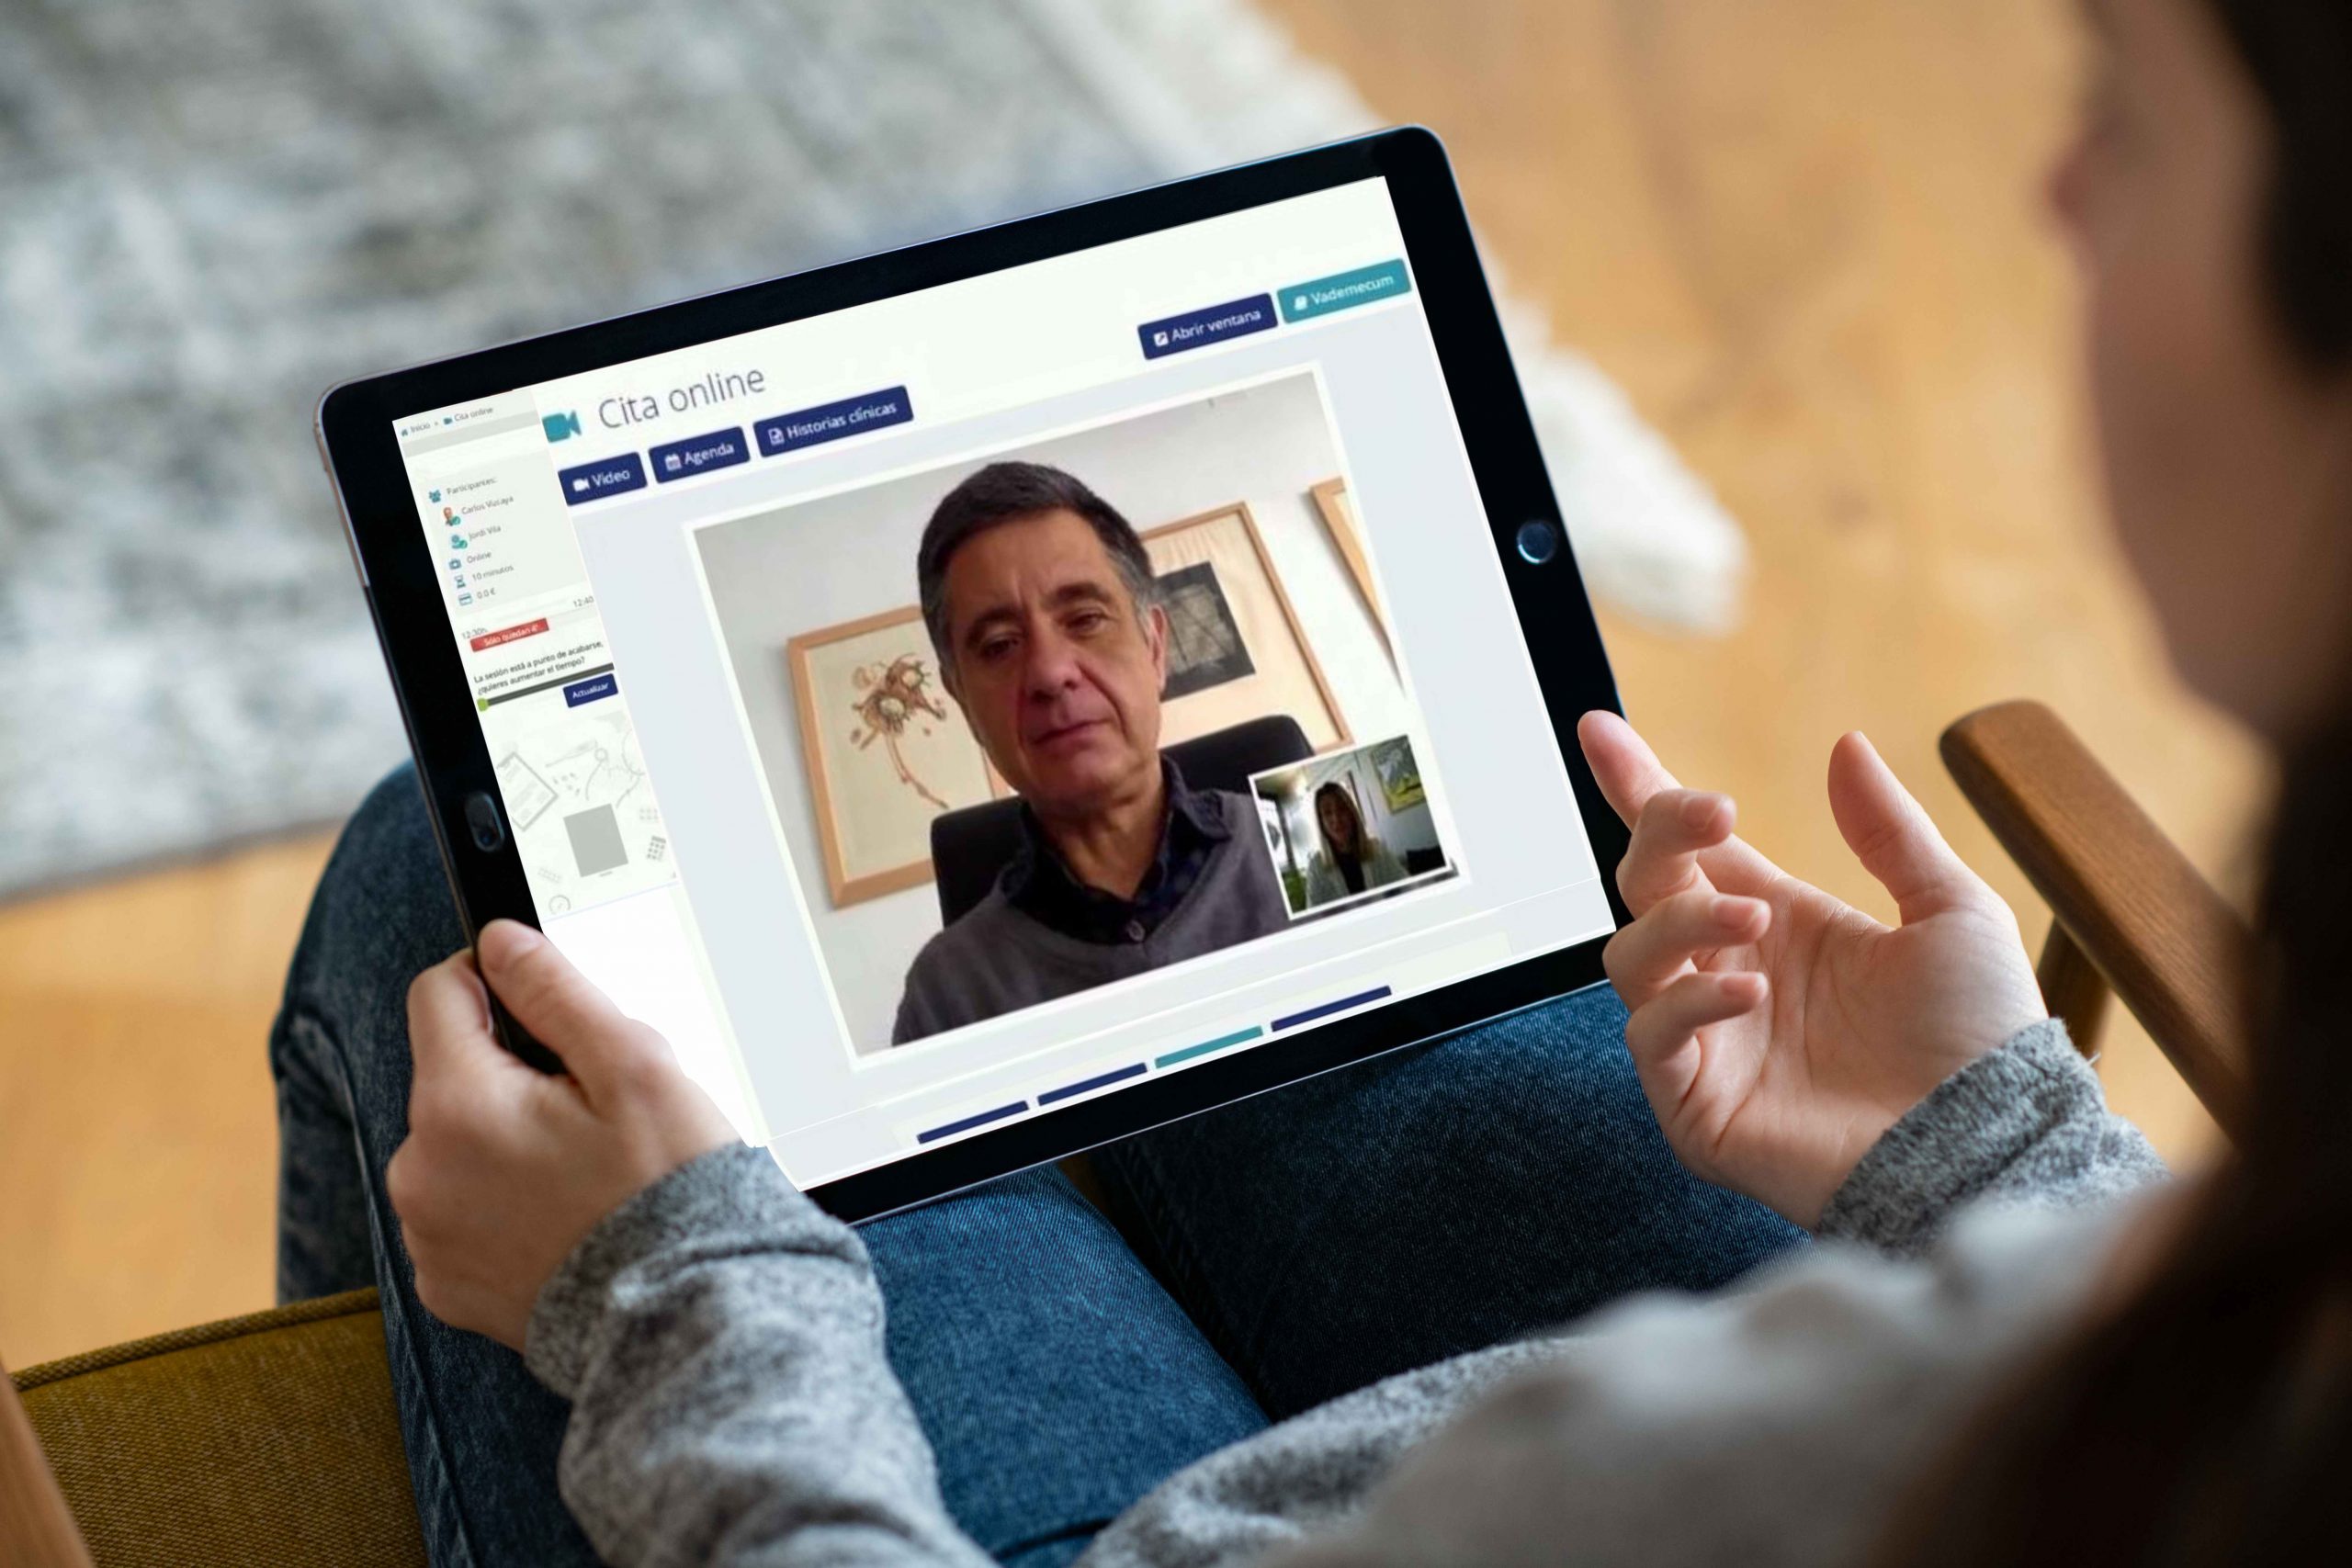 Inicio
Cita online
Cita online
Abrir ventana
Vademecum
Video
Agenda
Historias clínicas
Participantes:
Carlos Vizcaya
Jordi Vila
Online
10 minutos
0.0 €
12:30h.
12:40
Sólo quedan 4'
La sesión está a punto de acabarse,
¿quieres aumentar el tiempo?
Actualizar